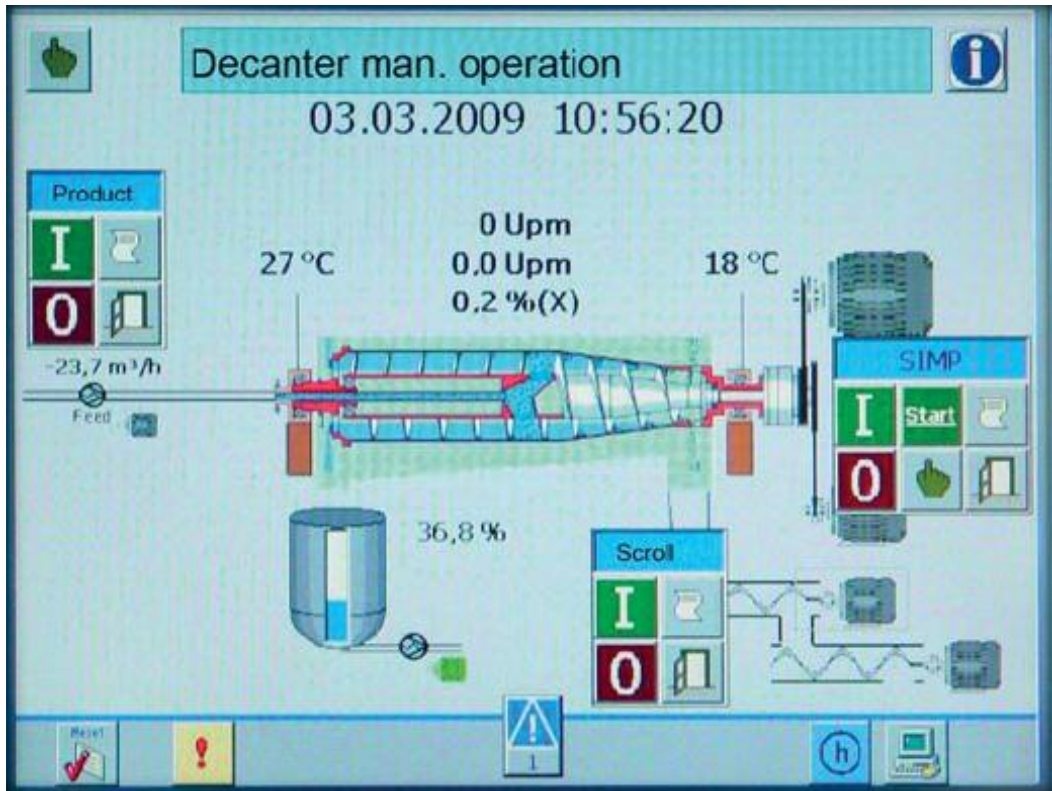 Decanter man. operation
i
03.03.2009 10:56:20
Product
I
O
0 Upm
0,0 Upm
0.2 %(X)
27 °C
18 °C
-23,7 m³/h
Feed
SIMP
I
Start
O
36,8 %
Scroll
I
O
Reset
!
!
1
h